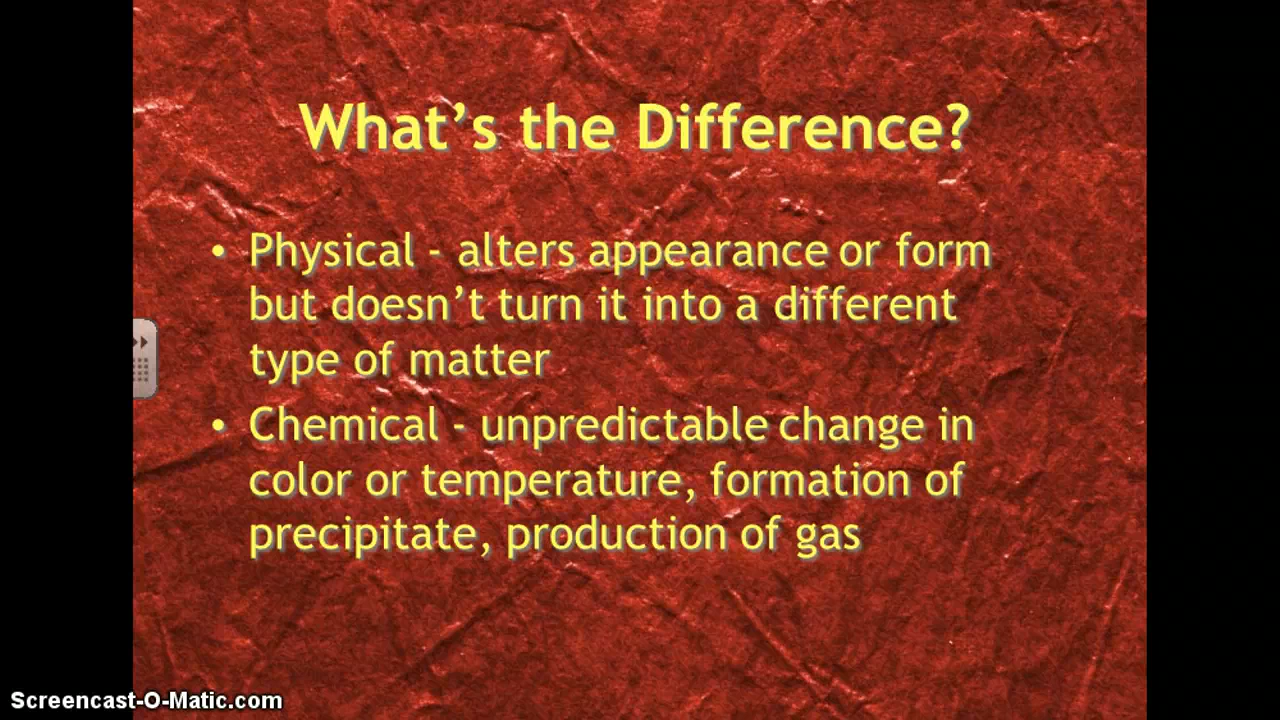 What's the Difference?
• Physical - alters appearance or form
but doesn't turn it into a different
type of matter
• Chemical - unpredictable change in
color or temperature, formation of
precipitate, production of gas
Screencast-O-Matic.com